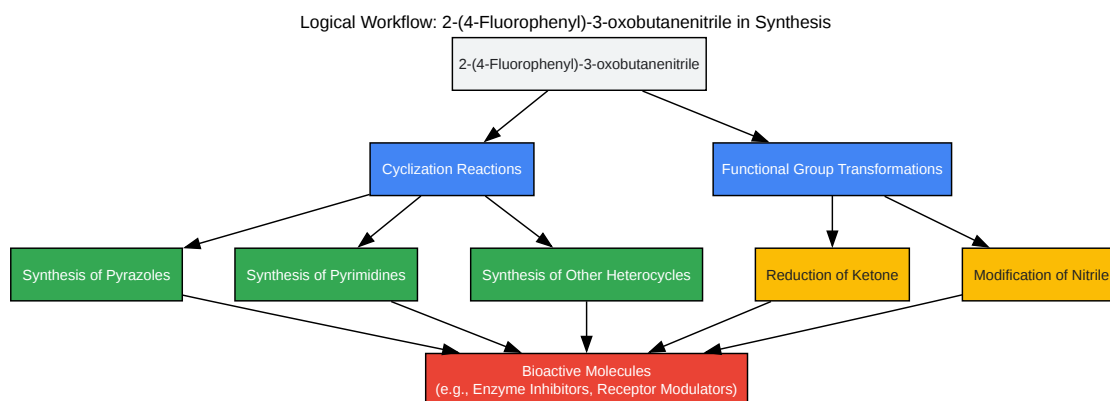 Logical Workflow: 2-(4-Fluorophenyl)-3-oxobutanenitrile in Synthesis
2-(4-Fluorophenyl)-3-oxobutanenitrile
Cyclization Reactions
Functional Group Transformations
Synthesis of Pyrazoles
Synthesis of Pyrimidines
Synthesis of Other Heterocycles
Reduction of Ketone
Modification of Nitrile
Bioactive Molecules
(e.g., Enzyme Inhibitors, Receptor Modulators)